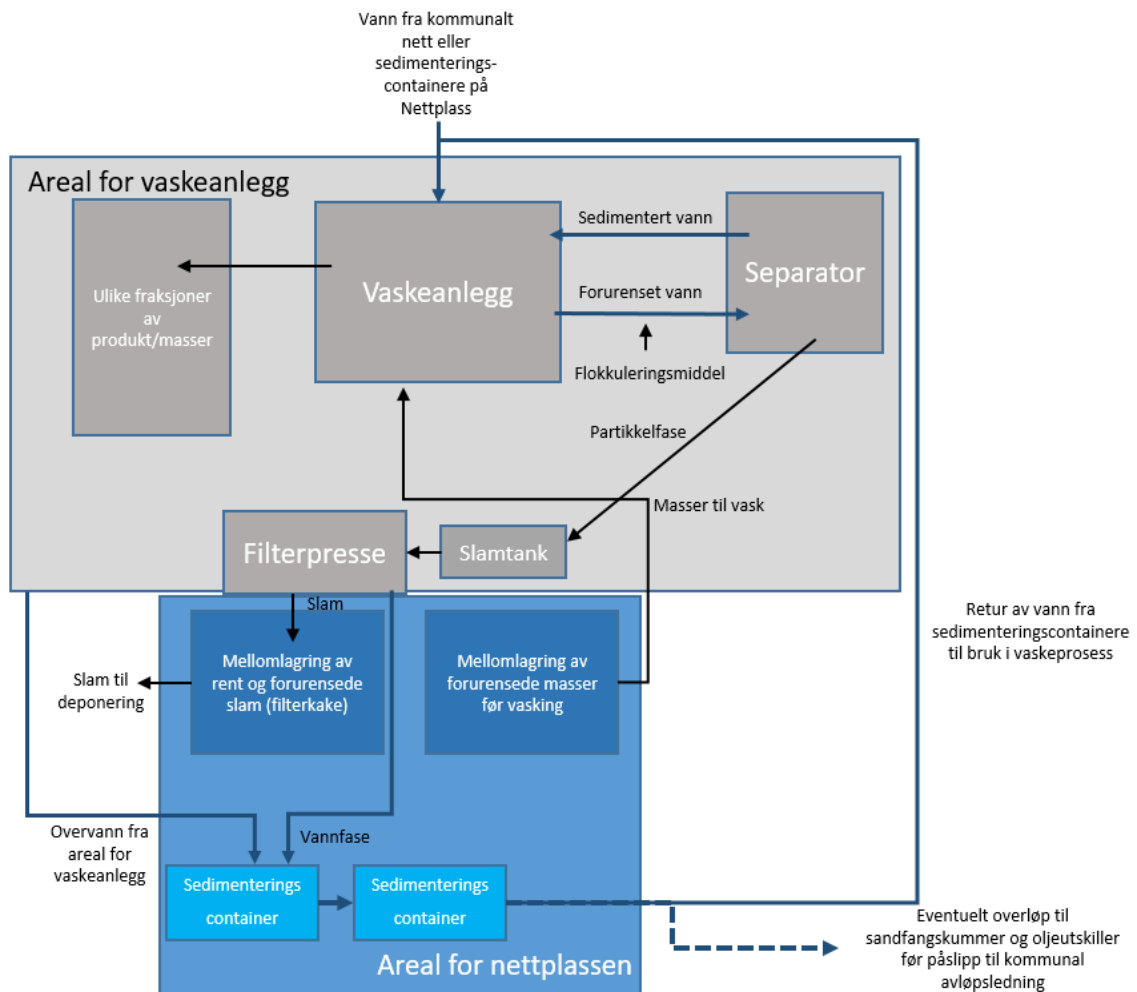 Vann fra kommunalt
nett eller
sedimenterings-
containere på
Nettplass
Areal for vaskeanlegg
Ulike fraksjoner
av
produkt/masser
Vaskeanlegg
Sedimentert vann
Forurenset vann
Separator
Flokkuleringsmiddel
Partikkelfase
Masser til vask
Filterpresse
Slamtank
Slam
Mellomlagring av
rent og forurensede
slam (filterkake)
Mellomlagring av
forurensede masser
før vasking
Slam til
deponering
Retur av vann fra
sedimenteringscontainere
til bruk i vaskeprosess
Overvann fra
areal for
vaskeanlegg
Vannfase
Sedimenterings
container
Sedimenterings
container
Areal for nettplassen
Eventuelt overløp til
sandfangskummer og oljeutskiller
før påslipp til kommunal
avløpsledning